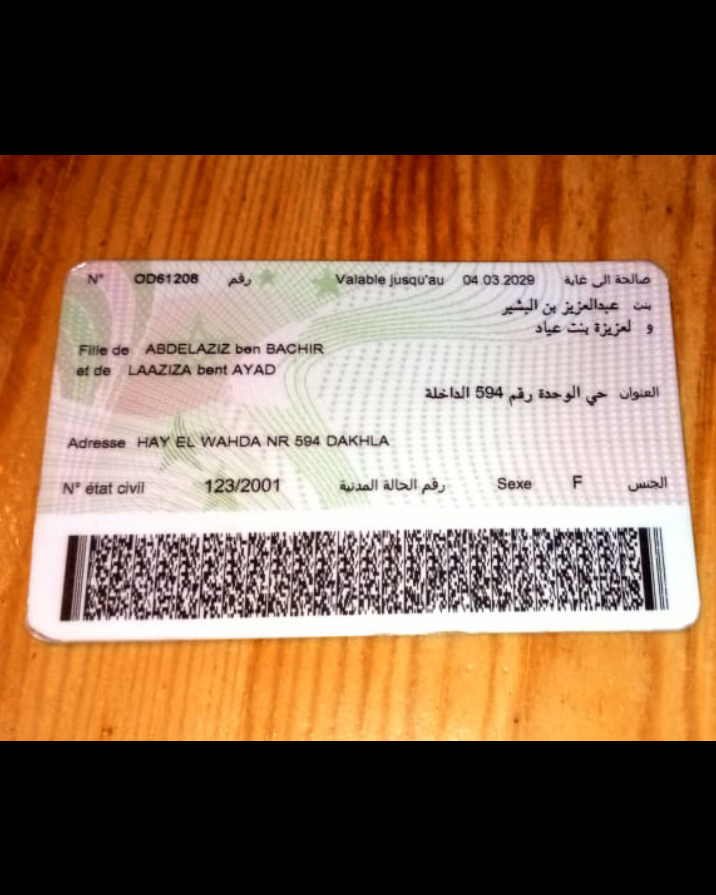 N° OD61208 رقم Valable jusqu'au 04.03.2029 صالحة الى غاية
بنت عبدالعزيز بن البشير
و لعزيزة بنت عياد
Fille de ABDELAZIZ ben BACHIR
et de LAAZIZA bent AYAD
العنوان حي الوحدة رقم 594 الداخلة
Adresse HAY EL WAHDA NR 594 DAKHLA
N° état civil 123/2001 رقم الحالة المدنية Sexe F الجنس